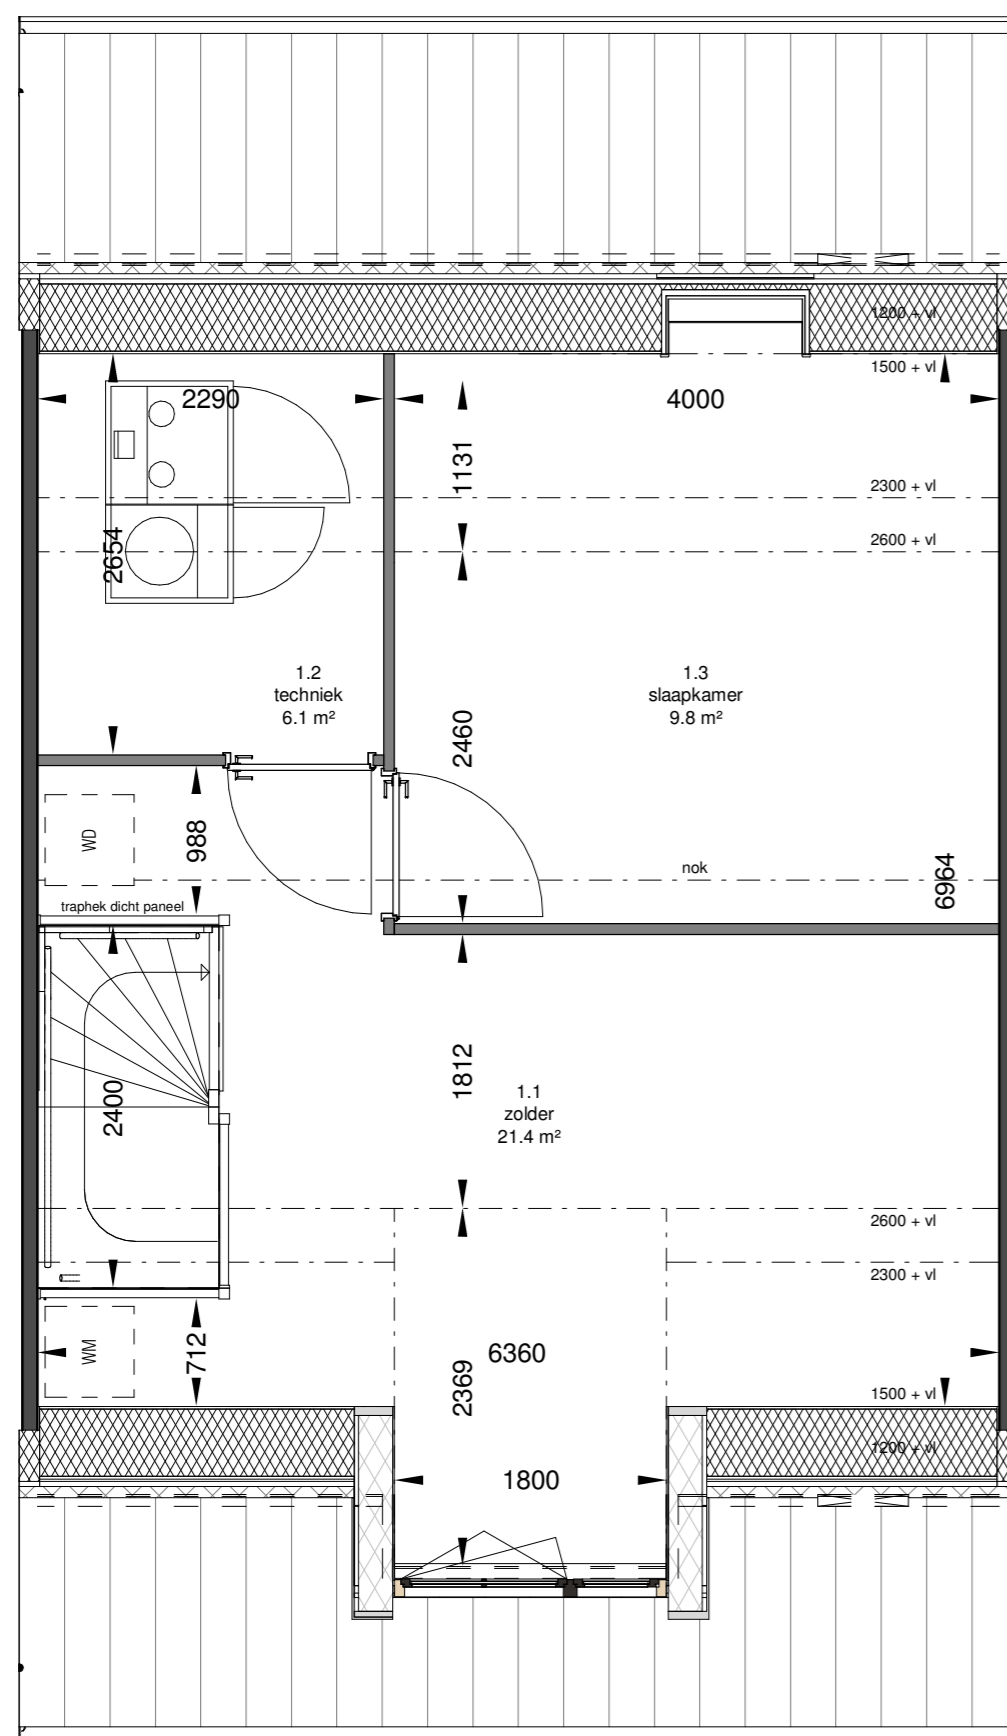 1200 + vl
1500 + vl
2290
4000
1131
2300 + vl
2654
2600 + vl
1.2
techniek
6.1 m²
1.3
slaapkamer
9.8 m²
2460
WD
988
nok
6964
traphek dicht paneel
2400
1812
1.1
zolder
21.4 m²
2600 + vl
2300 + vl
WM
712
6360
2369
1500 + vl
1200 + vl
1800